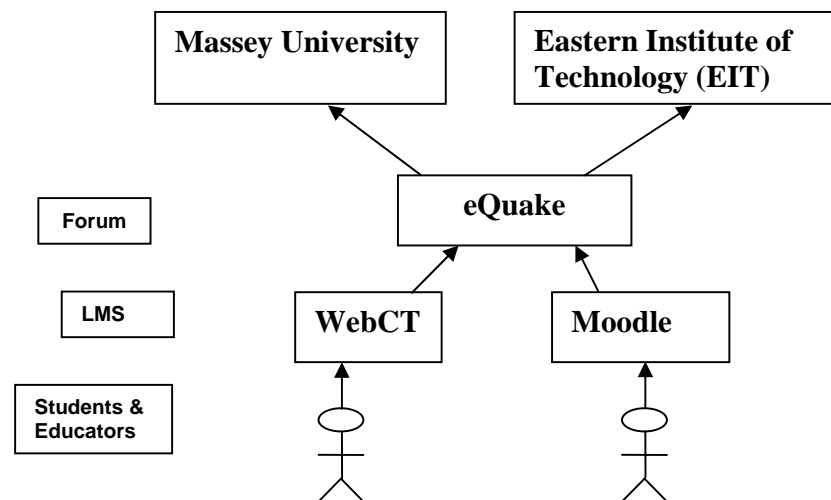 Massey University
Eastern Institute of
Technology (EIT)
eQuake
Forum
LMS
WebCT
Moodle
Students &
Educators